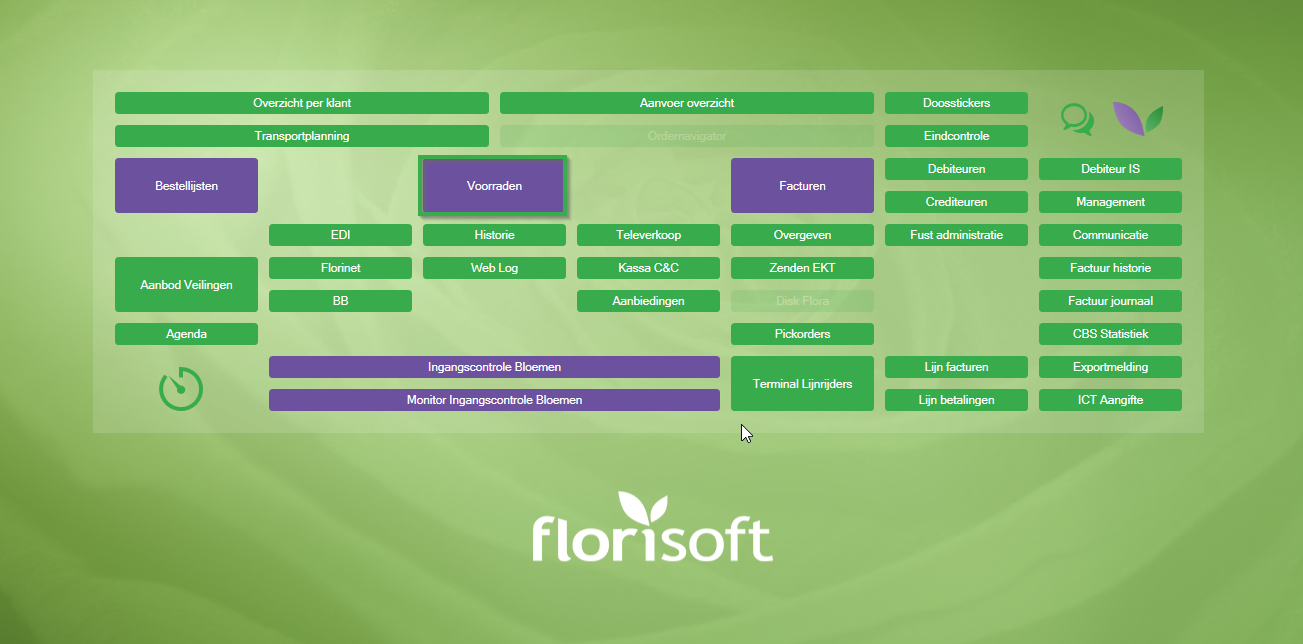 Overzicht per klant
Aanvoer overzicht
Doosstickers
Transportplanning
Ordernavigator
Eindcontrole
Bestellijsten
Voorraden
Facturen
Debiteuren
Debiteur IS
Crediteuren
Management
EDI
Historie
Televerkoop
Overgeven
Fust administratie
Communicatie
Aanbod Veilingen
Florinet
Web Log
Kassa C&C
Zenden EKT
Factuur historie
BB
Aanbiedingen
Disk Flora
Factuur journaal
Agenda
Pickorders
CBS Statistiek
Ingangscontrole Bloemen
Terminal Lijnrijders
Lijn facturen
Exportmelding
Monitor Ingangscontrole Bloemen
Lijn betalingen
ICT Aangifte
florisoft